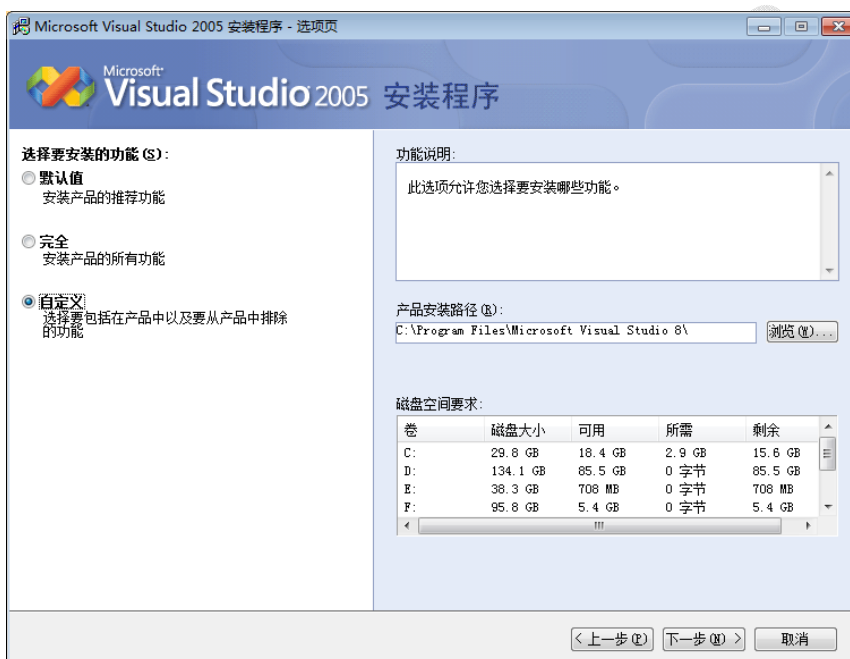 Microsoft Visual Studio 2005 安装程序 - 选项页
Microsoft
Visual Studio 2005 安装程序
选择要安装的功能(S):
默认值
安装产品的推荐功能
完全
安装产品的所有功能
自定义
选择要包括在产品中以及要从产品中排除
的功能
功能说明:
此选项允许您选择要安装哪些功能。
产品安装路径(R):
C:\Program Files\Microsoft Visual Studio 8\
浏览(W)...
磁盘空间要求:
卷 磁盘大小 可用 所需 剩余
C: 29.8 GB 18.4 GB 2.9 GB 15.6 GB
D: 134.1 GB 85.5 GB 0 字节 85.5 GB
E: 38.3 GB 708 MB 0 字节 708 MB
F: 95.8 GB 5.4 GB 0 字节 5.4 GB
< 上一步(P) 下一步(N) > 取消